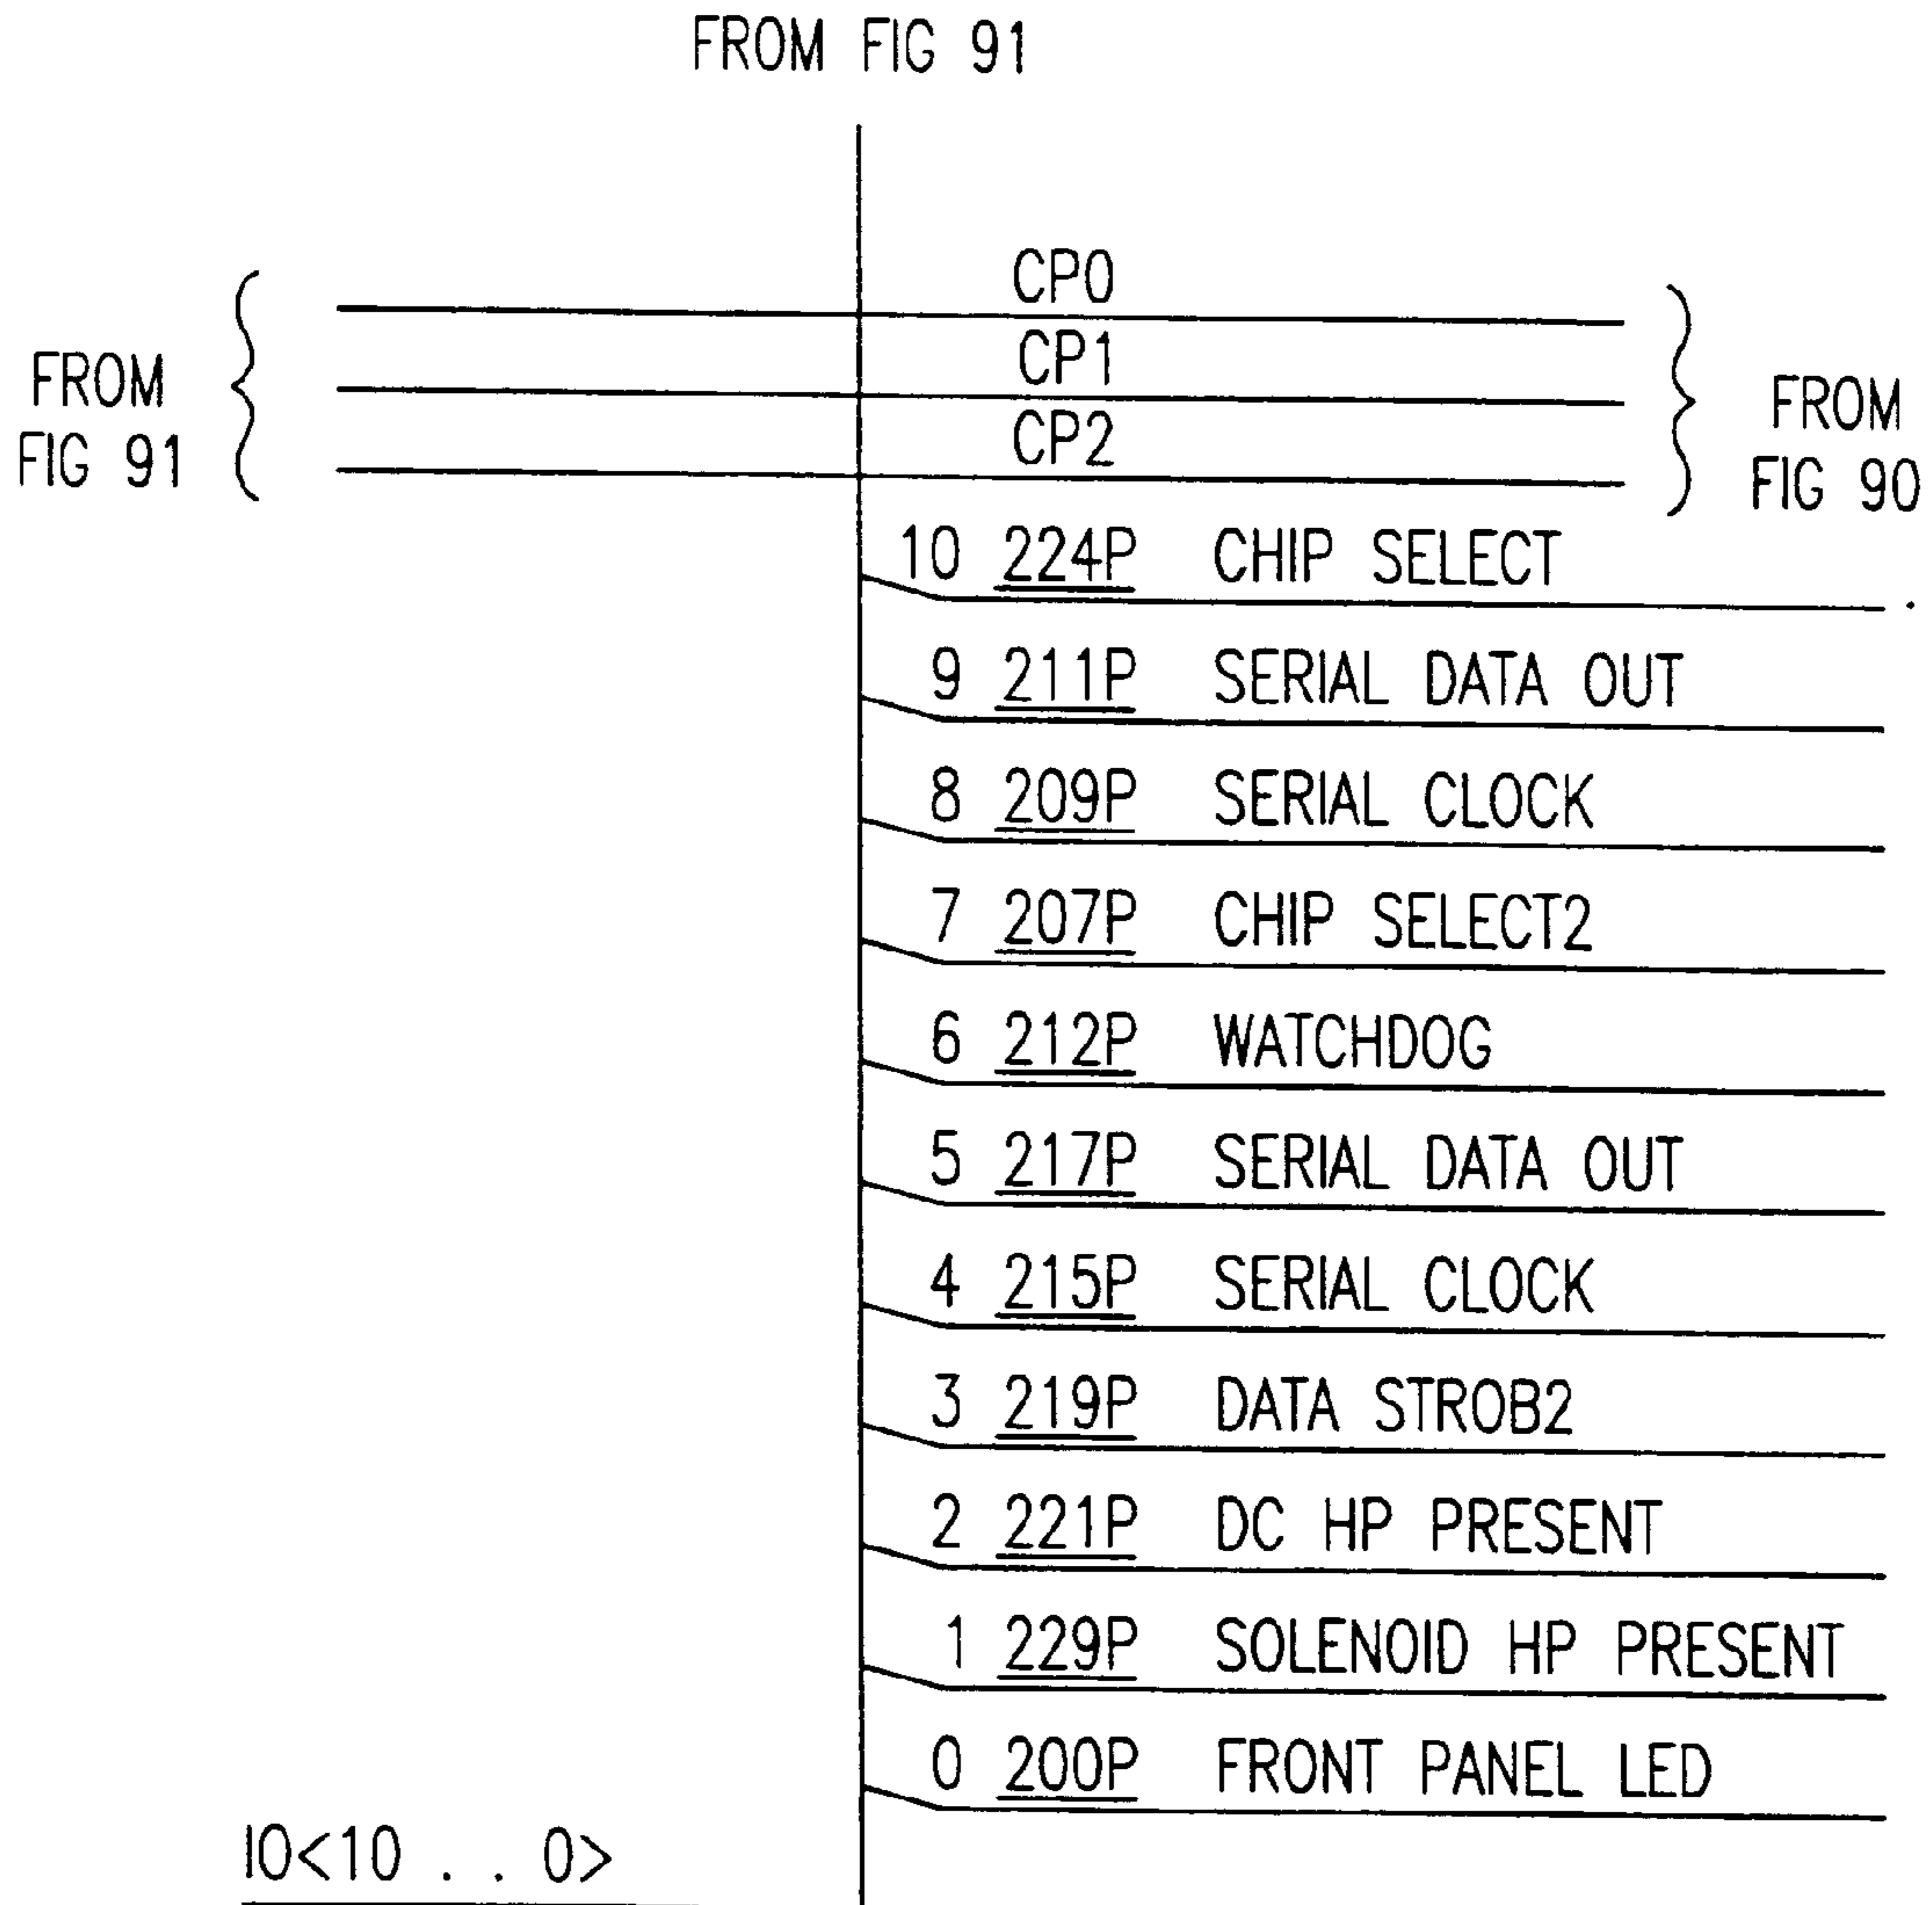 FROM FIG 91
CP0
CP1
CP2
FROM
FIG 91
FROM
FIG 90
10 224P CHIP SELECT
9 211P SERIAL DATA OUT
8 209P SERIAL CLOCK
7 207P CHIP SELECT2
6 212P WATCHDOG
5 217P SERIAL DATA OUT
4 215P SERIAL CLOCK
3 219P DATA STROB2
2 221P DC HP PRESENT
1 229P SOLENOID HP PRESENT
0 200P FRONT PANEL LED
IO<10 . . 0>